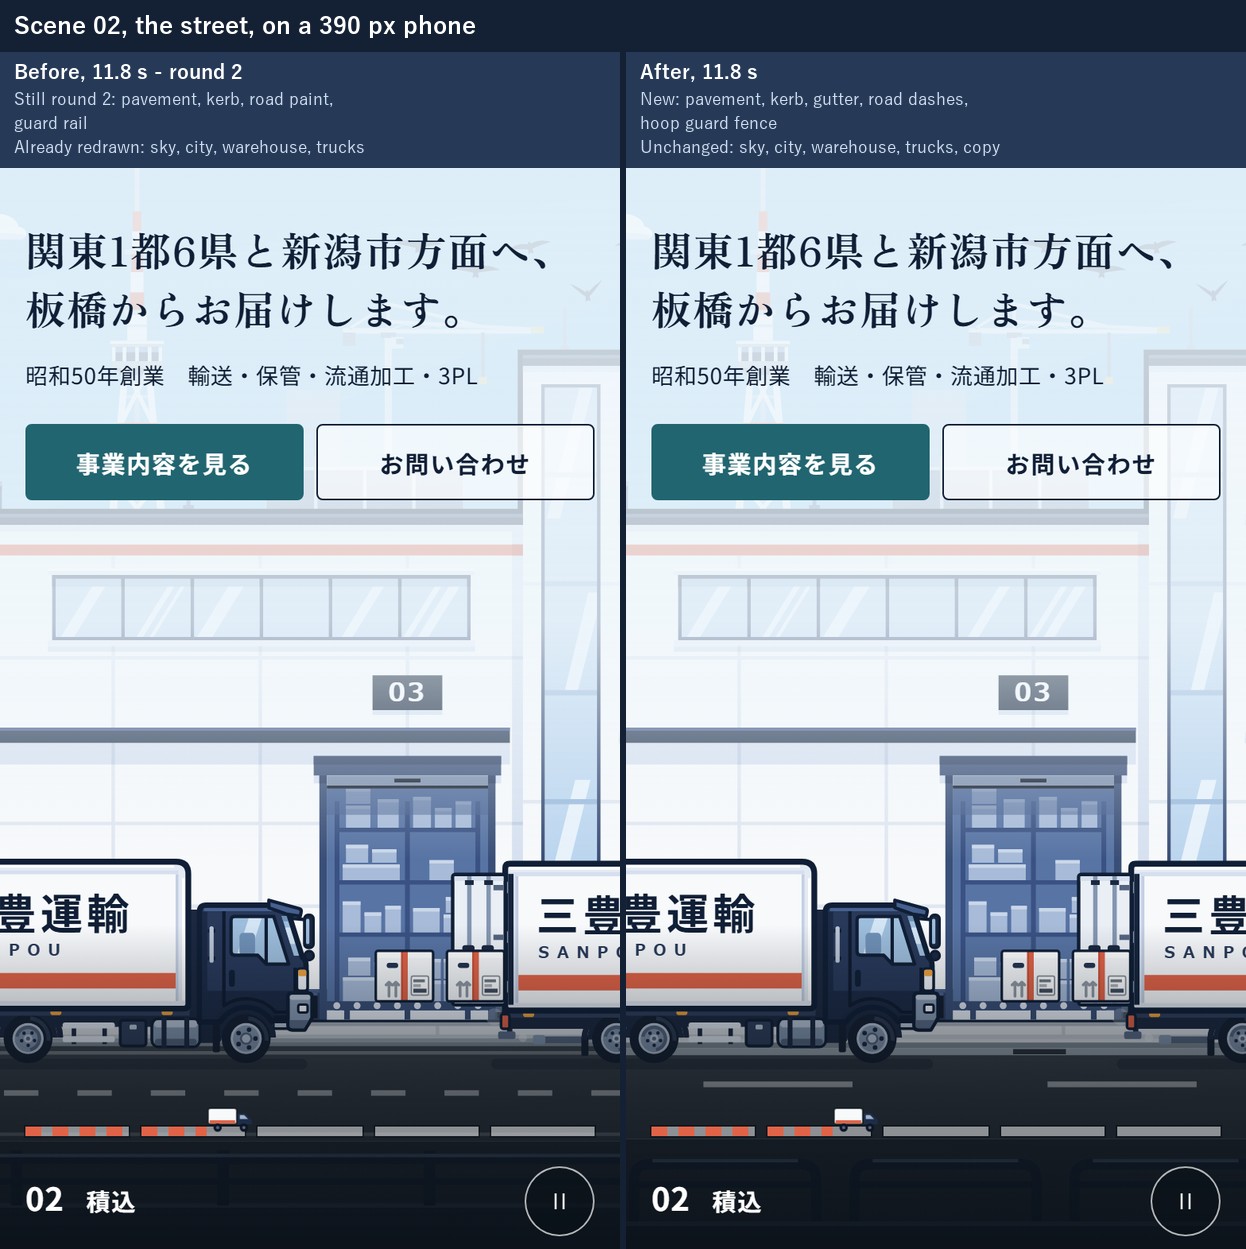 Scene 02, the street, on a 390 px phone
Before, 11.8 s - round 2
Still round 2: pavement, kerb, road paint,
guard rail
Already redrawn: sky, city, warehouse, trucks
After, 11.8 s
New: pavement, kerb, gutter, road dashes,
hoop guard fence
Unchanged: sky, city, warehouse, trucks, copy
関東1都6県と新潟市方面へ、
板橋からお届けします。
昭和50年創業　輸送・保管・流通加工・3PL
事業内容を見る
お問い合わせ
03
豊運輸
POU
三豊
SANPO
02 積込
関東1都6県と新潟市方面へ、
板橋からお届けします。
昭和50年創業　輸送・保管・流通加工・3PL
事業内容を見る
お問い合わせ
03
豊運輸
POU
三豊
SANPO
02 積込